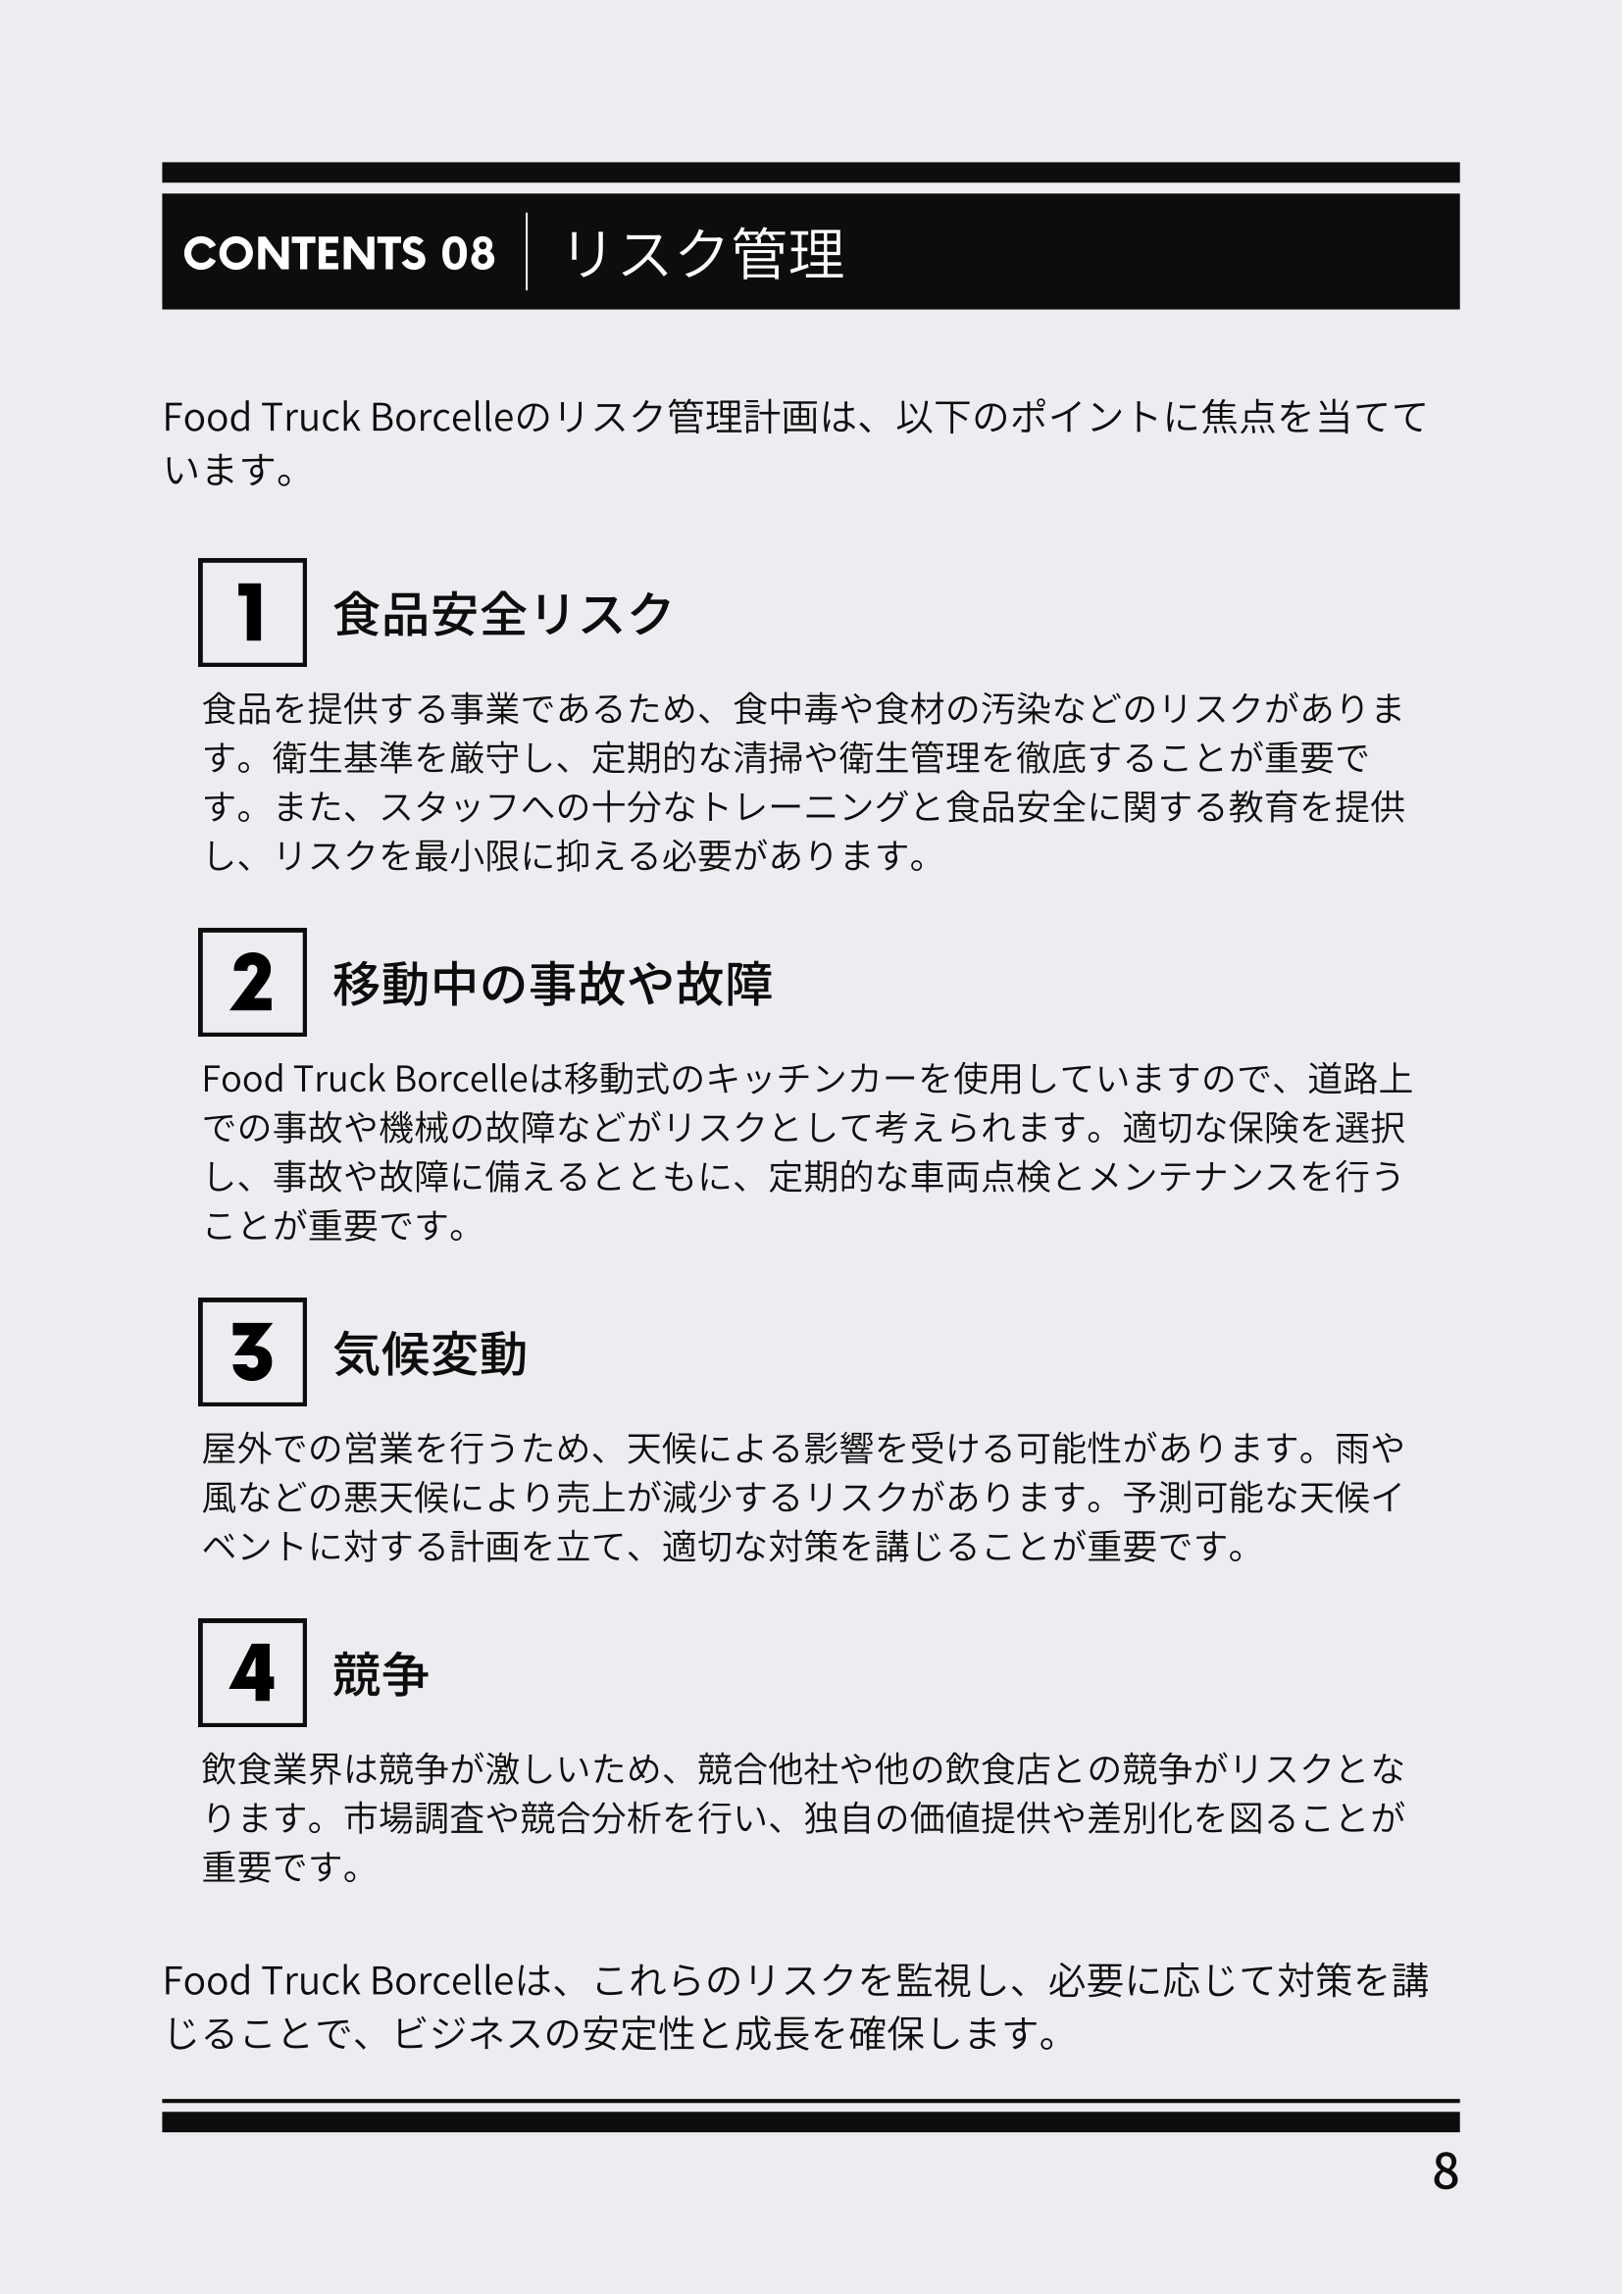 CONTENTS 08 リスク管理
Food Truck Borcelleのリスク管理計画は、以下のポイントに焦点を当てて
います。
1 食品安全リスク
食品を提供する事業であるため、食中毒や食材の汚染などのリスクがありま
す。衛生基準を厳守し、定期的な清掃や衛生管理を徹底することが重要で
す。また、スタッフへの十分なトレーニングと食品安全に関する教育を提供
し、リスクを最小限に抑える必要があります。
2 移動中の事故や故障
Food Truck Borcelleは移動式のキッチンカーを使用していますので、道路上
での事故や機械の故障などがリスクとして考えられます。適切な保険を選択
し、事故や故障に備えるとともに、定期的な車両点検とメンテナンスを行う
ことが重要です。
3 気候変動
屋外での営業を行うため、天候による影響を受ける可能性があります。雨や
風などの悪天候により売上が減少するリスクがあります。予測可能な天候イ
ベントに対する計画を立て、適切な対策を講じることが重要です。
4 競争
飲食業界は競争が激しいため、競合他社や他の飲食店との競争がリスクとな
ります。市場調査や競合分析を行い、独自の価値提供や差別化を図ることが
重要です。
Food Truck Borcelleは、これらのリスクを監視し、必要に応じて対策を講
じることで、ビジネスの安定性と成長を確保します。
8